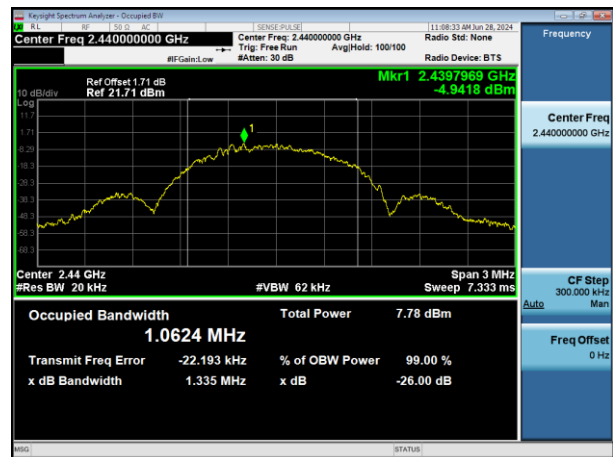 Keysight Spectrum Analyzer - Occupied BW
RL RF 50 Ω AC SENSE:PULSE 11:08:33 AM Jun 28, 2024
Center Freq 2.440000000 GHz Center Freq: 2.440000000 GHz Radio Std: None
Trig: Free Run Avg|Hold: 100/100
#IFGain:Low #Atten: 30 dB Radio Device: BTS
Frequency
Mkr1 2.4397969 GHz
-4.9418 dBm
Ref Offset 1.71 dB
10 dB/div Ref 21.71 dBm
Log
11.7
1.71
-8.29
-18.3
-28.3
-38.3
-48.3
-58.3
-68.3
1
Center Freq
2.440000000 GHz
Center 2.44 GHz Span 3 MHz
#Res BW 20 kHz #VBW 62 kHz Sweep 7.333 ms
CF Step
300.000 kHz
Auto Man
Occupied Bandwidth Total Power 7.78 dBm
1.0624 MHz
Transmit Freq Error -22.193 kHz % of OBW Power 99.00 %
x dB Bandwidth 1.335 MHz x dB -26.00 dB
Freq Offset
0 Hz
MSG STATUS